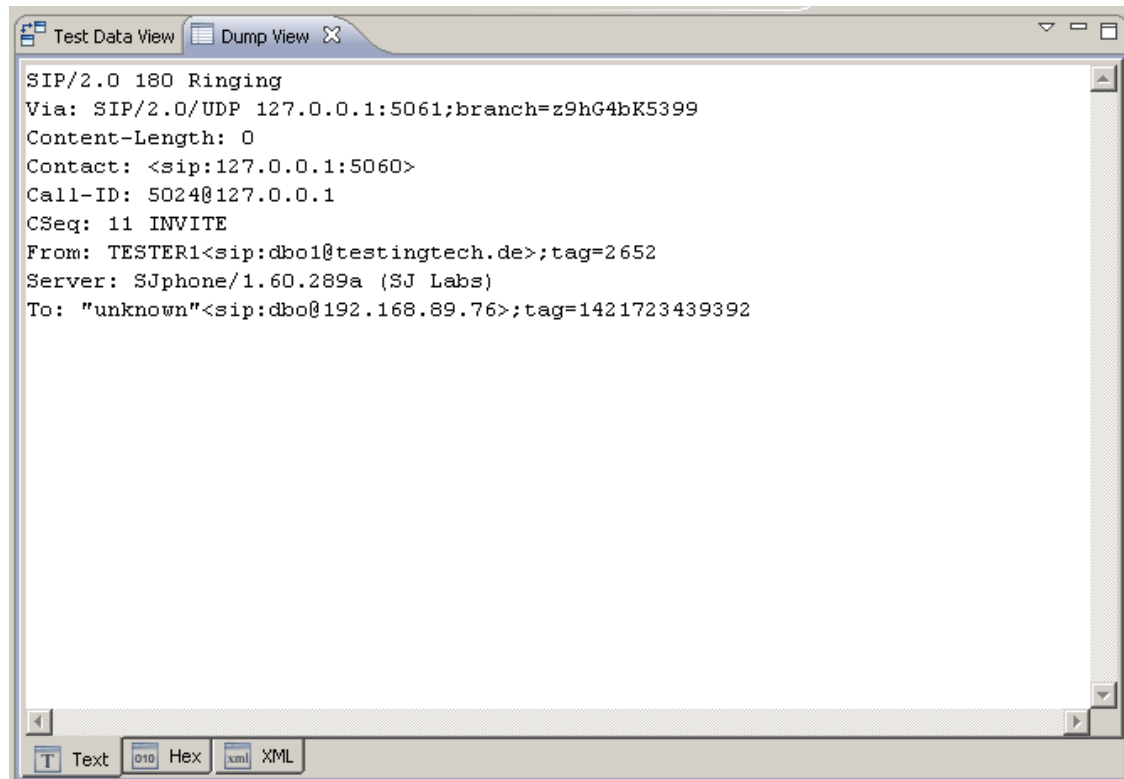 Test Data View Dump View
SIP/2.0 180 Ringing
Via: SIP/2.0/UDP 127.0.0.1:5061;branch=z9hG4bK5399
Content-Length: 0
Contact: <sip:127.0.0.1:5060>
Call-ID: 5024@127.0.0.1
CSeq: 11 INVITE
From: TESTER1<sip:dbo1@testingtech.de>;tag=2652
Server: SJphone/1.60.289a (SJ Labs)
To: "unknown"<sip:dbo@192.168.89.76>;tag=1421723439392
T Text 010 Hex xml XML